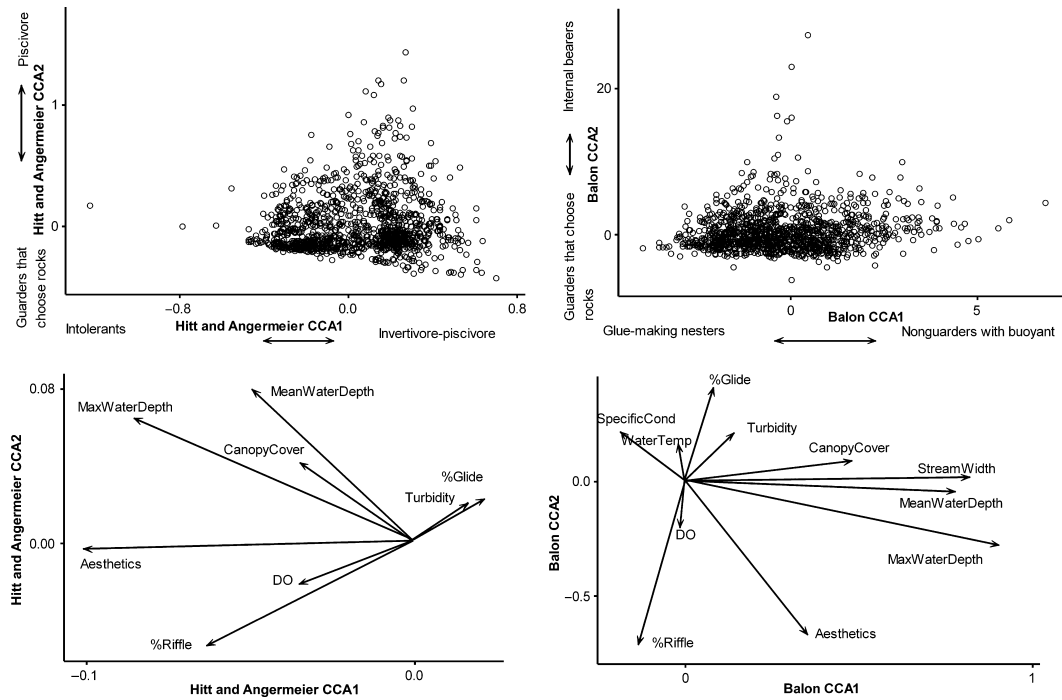 Piscivore
Hitt and Angermeier CCA2
Guarders that
choose rocks
1
0
−0.8
0.0
0.8
Intolerants
Hitt and Angermeier CCA1
Invertivore-piscivore
Internal bearers
Balon CCA2
Guarders that choose
rocks
20
0
0
5
Balon CCA1
Glue-making nesters
Nonguarders with buoyant
0.08
0.00
Hitt and Angermeier CCA2
MeanWaterDepth
MaxWaterDepth
CanopyCover
%Glide
Turbidity
Aesthetics
DO
%Riffle
−0.1
0.0
Hitt and Angermeier CCA1
0.0
−0.5
Balon CCA2
%Glide
SpecificCond
Turbidity
WaterTemp
CanopyCover
StreamWidth
MeanWaterDepth
DO
MaxWaterDepth
Aesthetics
%Riffle
0
1
Balon CCA1